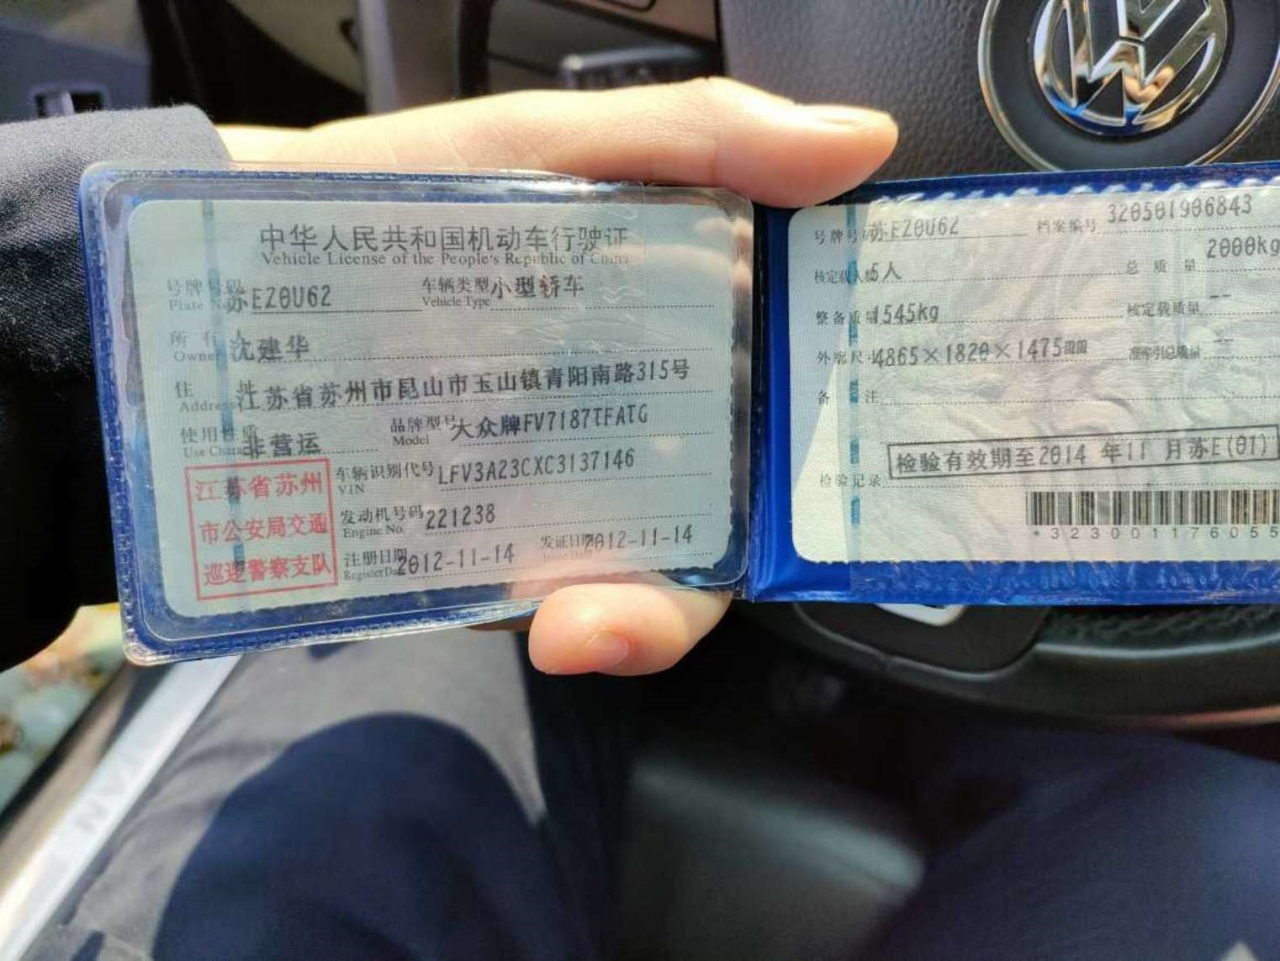 中华人民共和国机动车行驶证
Vehicle License of the People's Republic of China
号牌号码 苏EZ0U62 车辆类型 小型轿车
Plate No. Vehicle Type
所有人 沈建华
Owner
住址 江苏省苏州市昆山市玉山镇青阳南路315号
Address
使用性质 非营运 品牌型号 大众牌FV7187TFATG
Use Character Model
车辆识别代号 LFV3A23CXC3137146
VIN
发动机号码 221238
Engine No.
注册日期 2012-11-14 发证日期 2012-11-14
Register Date
江苏省苏州
市公安局交通
巡逻警察支队
号牌号码 苏EZ0U62 档案编号 320501906843
核定载人数 5人 总质量 2000kg
整备质量 1545kg 核定载质量 --
外廓尺寸 4865×1820×1475 准牵引总质量 --
备注
检验有效期至2014 年11 月苏E(01)
检验记录
*323001176055